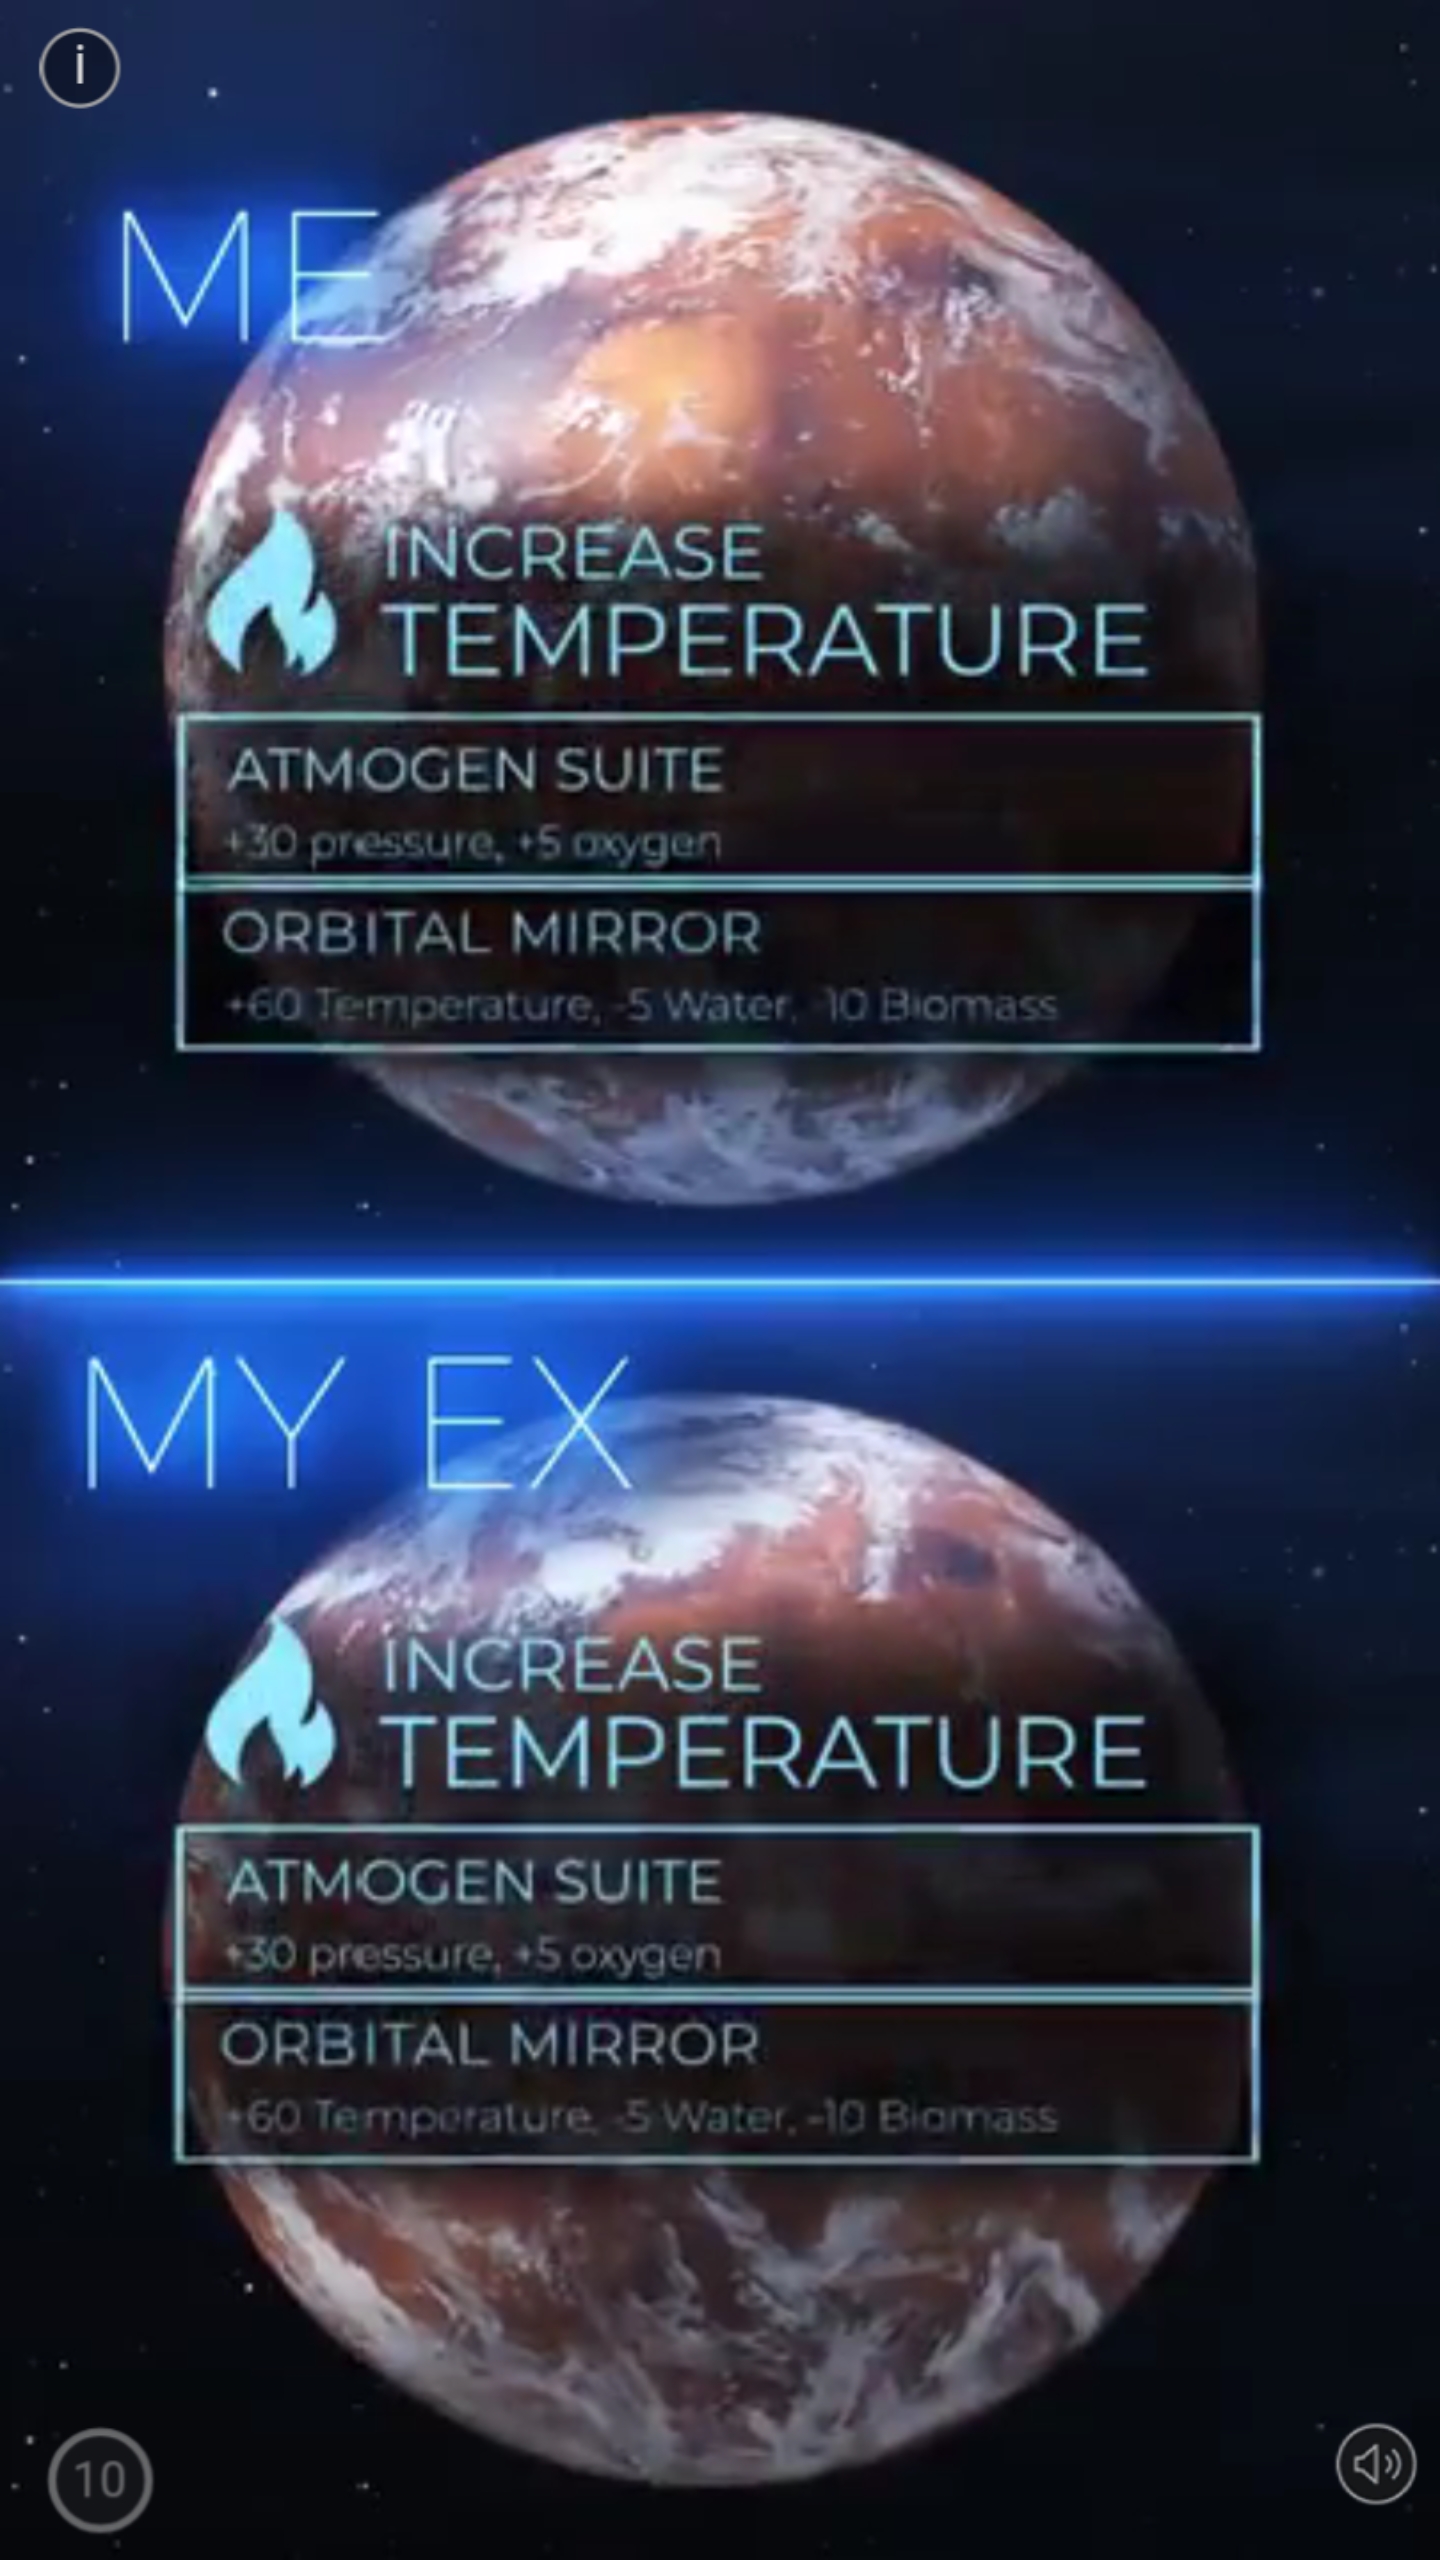 i
ME
INCREASE
TEMPERATURE
ATMOGEN SUITE
+30 pressure, +5 oxygen
ORBITAL MIRROR
+60 Temperature, -5 Water, -10 Biomass
MY EX
INCREASE
TEMPERATURE
ATMOGEN SUITE
+30 pressure, +5 oxygen
ORBITAL MIRROR
+60 Temperature, -5 Water, -10 Biomass
10